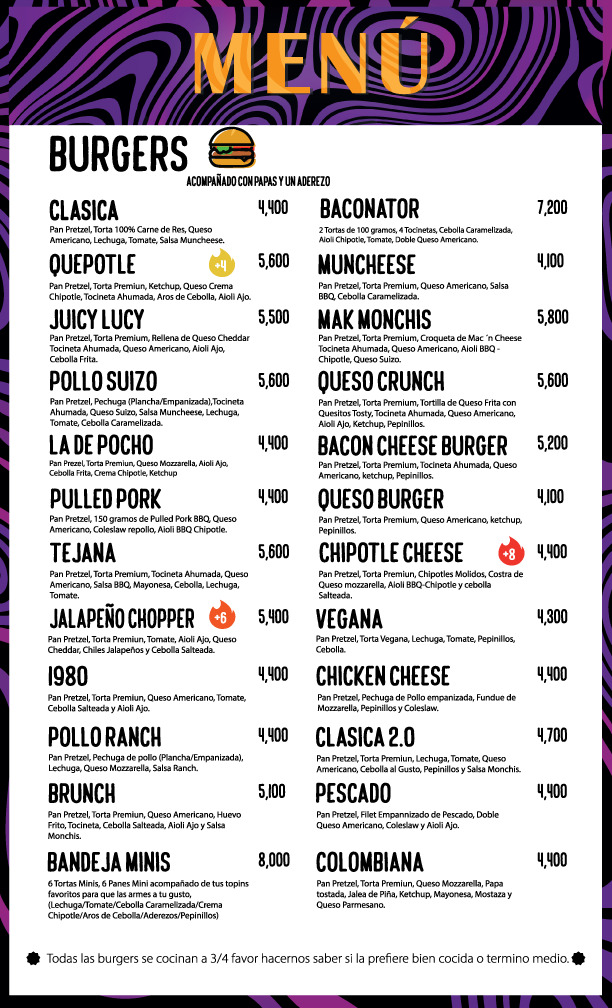 MENÚ
BURGERS
ACOMPAÑADO CON PAPAS Y UN ADEREZO
CLASICA 4,400
Pan Pretzel, Torta 100% Carne de Res, Queso
Americano, Lechuga, Tomate, Salsa Muncheese.
QUEPOTLE +4 5,600
Pan Pretzel, Torta Premiun, Ketchup, Queso Crema
Chipotle, Tocineta Ahumada, Aros de Cebolla, Aioli Ajo.
JUICY LUCY 5,500
Pan Pretzel, Torta Premium, Rellena de Queso Cheddar
Tocineta Ahumada, Queso Americano, Aioli Ajo,
Cebolla Frita.
POLLO SUIZO 5,600
Pan Pretzel, Pechuga (Plancha/Empanizada),Tocineta
Ahumada, Queso Suizo, Salsa Muncheese, Lechuga,
Tomate, Cebolla Caramelizada.
LA DE POCHO 4,400
Pan Prezel, Torta Premiun, Queso Mozzarella, Aioli Ajo,
Cebolla Frita, Crema Chipotle, Ketchup
PULLED PORK 4,400
Pan Pretzel, 150 gramos de Pulled Pork BBQ, Queso
Americano, Coleslaw repollo, Aioli BBQ Chipotle.
TEJANA 5,600
Pan Pretzel, Torta Premium, Tocineta Ahumada, Queso
Americano, Salsa BBQ, Mayonesa, Cebolla, Lechuga,
Tomate.
JALAPEÑO CHOPPER +6 5,400
Pan Pretzel, Torta Premiun, Tomate, Aioli Ajo, Queso
Cheddar, Chiles Jalapeños y Cebolla Salteada.
1980 4,400
Pan Pretzel, Torta Premiun, Queso Americano, Tomate,
Cebolla Salteada y Aioli Ajo.
POLLO RANCH 4,400
Pan Pretzel, Pechuga de pollo (Plancha/Empanizada),
Lechuga, Queso Mozzarella, Salsa Ranch.
BRUNCH 5,100
Pan Pretzel, Torta Premiun, Queso Americano, Huevo
Frito, Tocineta, Cebolla Salteada, Aioli Ajo y Salsa
Monchis.
BANDEJA MINIS 8,000
6 Tortas Minis, 6 Panes Mini acompañado de tus topins
favoritos para que las armes a tu gusto,
(Lechuga/Tomate/Cebolla Caramelizada/Crema
Chipotle/Aros de Cebolla/Aderezos/Pepinillos)
BACONATOR 7,200
2 Tortas de 100 gramos, 4 Tocinetas, Cebolla Caramelizada,
Aioli Chipotle, Tomate, Doble Queso Americano.
MUNCHEESE 4,100
Pan Pretzel, Torta Premium, Queso Americano, Salsa
BBQ, Cebolla Caramelizada.
MAK MONCHIS 5,800
Pan Pretzel, Torta Premium, Croqueta de Mac ´n Cheese
Tocineta Ahumada, Queso Americano, Aioli BBQ -
Chipotle, Queso Suizo.
QUESO CRUNCH 5,600
Pan Pretzel, Torta Premium, Tortilla de Queso Frita con
Quesitos Tosty, Tocineta Ahumada, Queso Americano,
Aioli Ajo, Ketchup, Pepinillos.
BACON CHEESE BURGER 5,200
Pan Pretzel, Torta Premium, Tocineta Ahumada, Queso
Americano, ketchup, Pepinillos.
QUESO BURGER 4,100
Pan Pretzel, Torta Premium, Queso Americano, ketchup,
Pepinillos.
CHIPOTLE CHEESE +8 4,400
Pan Pretzel, Torta Premiun, Chipotles Molidos, Costra de
Queso mozzarella, Aioli BBQ-Chipotle y cebolla
Salteada.
VEGANA 4,300
Pan Pretzel, Torta Vegana, Lechuga, Tomate, Pepinillos,
Cebolla.
CHICKEN CHEESE 4,400
Pan Pretzel, Pechuga de Pollo empanizada, Fundue de
Mozzarella, Pepinillos y Coleslaw.
CLASICA 2.0 4,700
Pan Pretzel, Torta Premiun, Lechuga, Tomate, Queso
Americano, Cebolla al Gusto, Pepinillos y Salsa Monchis.
PESCADO 4,400
Pan Pretzel, Filet Empannizado de Pescado, Doble
Queso Americano, Coleslaw y Aioli Ajo.
COLOMBIANA 4,400
Pan Pretzel, Torta Premiun, Queso Mozzarella, Papa
tostada, Jalea de Piña, Ketchup, Mayonesa, Mostaza y
Queso Parmesano.
Todas las burgers se cocinan a 3/4 favor hacernos saber si la prefiere bien cocida o termino medio.